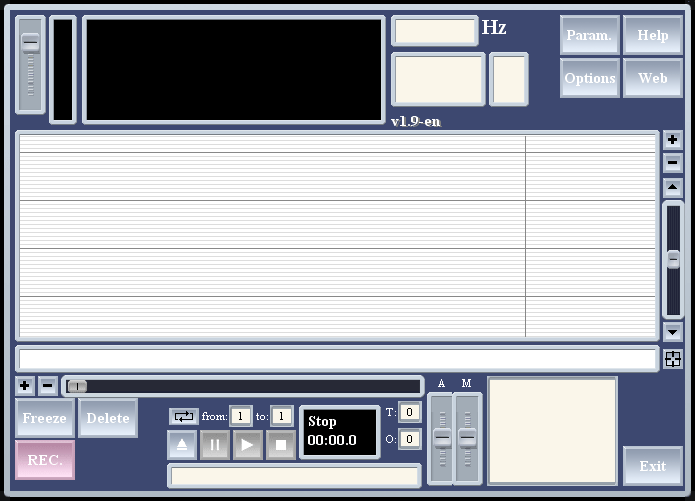 Hz
Param. Help
Options Web
v1.9-en
A M
Freeze Delete
from: 1 to: 1
Stop
00:00.0
T: 0
O: 0
REC.
Exit